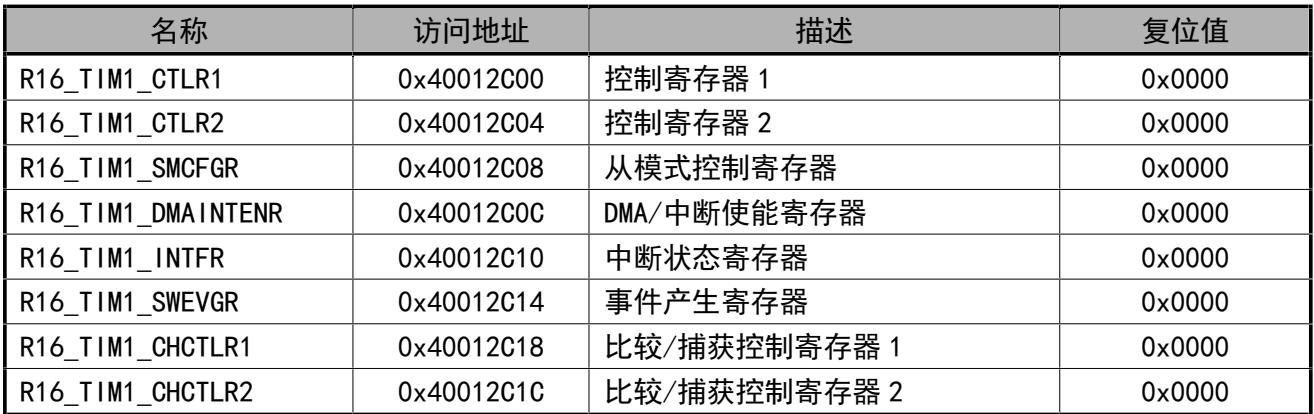 名称 访问地址 描述 复位值
R16_TIM1_CTLR1 0x40012C00 控制寄存器 1 0x0000
R16_TIM1_CTLR2 0x40012C04 控制寄存器 2 0x0000
R16_TIM1_SMCFGR 0x40012C08 从模式控制寄存器 0x0000
R16_TIM1_DMAINTENR 0x40012C0C DMA/中断使能寄存器 0x0000
R16_TIM1_INTFR 0x40012C10 中断状态寄存器 0x0000
R16_TIM1_SWEVGR 0x40012C14 事件产生寄存器 0x0000
R16_TIM1_CHCTLR1 0x40012C18 比较/捕获控制寄存器 1 0x0000
R16_TIM1_CHCTLR2 0x40012C1C 比较/捕获控制寄存器 2 0x0000